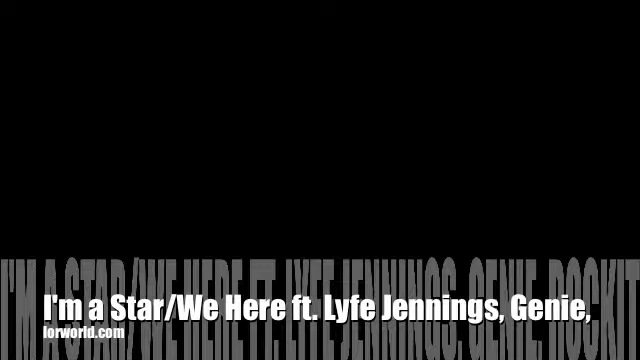 I'M A STAR/WE HERE FT. LYFE JENNINGS, GENIE, ROCKIT
I'm a Star/We Here ft. Lyfe Jennings, Genie,
lorworld.com